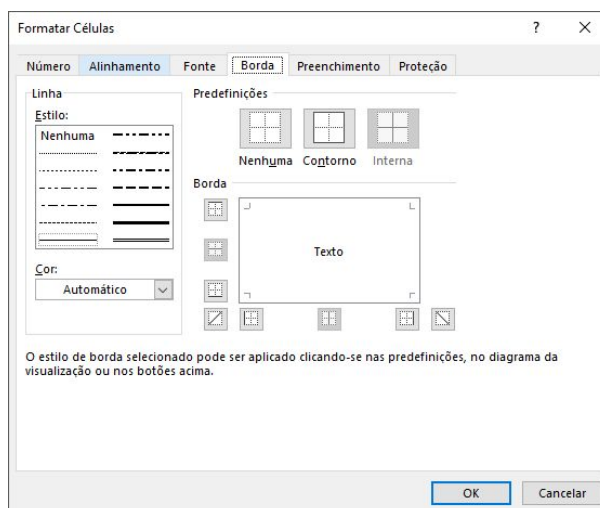 Formatar Células ?
Número Alinhamento Fonte Borda Preenchimento Proteção
Linha
Estilo:
Nenhuma
Cor:
Automático
Predefinições
Nenhuma Contorno Interna
Borda
Texto
O estilo de borda selecionado pode ser aplicado clicando-se nas predefinições, no diagrama da
visualização ou nos botões acima.
OK Cancelar